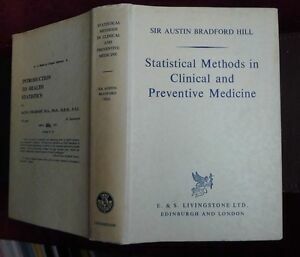 INTRODUCTION
TO HEALTH
STATISTICS
STATISTICAL
METHODS
IN CLINICAL
AND
PREVENTIVE
MEDICINE
SIR AUSTIN
BRADFORD
HILL
LIVINGSTONE
SIR AUSTIN BRADFORD HILL
Statistical Methods in
Clinical and
Preventive Medicine
E. & S. LIVINGSTONE LTD.
EDINBURGH AND LONDON